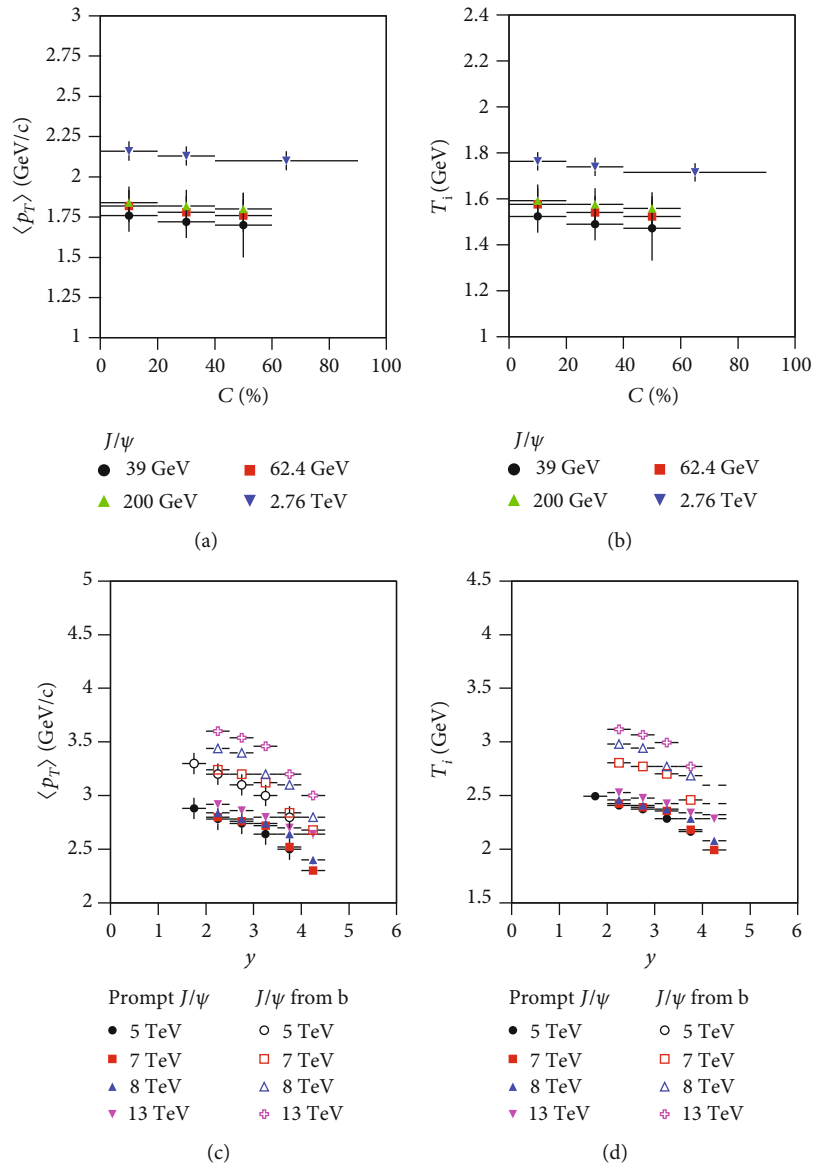 3
2.75
2.5
2.25
2
1.75
1.5
1.25
1
⟨p_T⟩ (GeV/c)
0 20 40 60 80 100
C (%)
J/ψ
39 GeV 62.4 GeV
200 GeV 2.76 TeV
(a)
2.4
2.2
2
1.8
1.6
1.4
1.2
1
T_i (GeV)
0 20 40 60 80 100
C (%)
J/ψ
39 GeV 62.4 GeV
200 GeV 2.76 TeV
(b)
5
4.5
4
3.5
3
2.5
2
⟨p_T⟩ (GeV/c)
0 1 2 3 4 5 6
y
Prompt J/ψ J/ψ from b
5 TeV 5 TeV
7 TeV 7 TeV
8 TeV 8 TeV
13 TeV 13 TeV
(c)
4.5
4
3.5
3
2.5
2
1.5
T_i (GeV)
0 1 2 3 4 5 6
y
Prompt J/ψ J/ψ from b
5 TeV 5 TeV
7 TeV 7 TeV
8 TeV 8 TeV
13 TeV 13 TeV
(d)